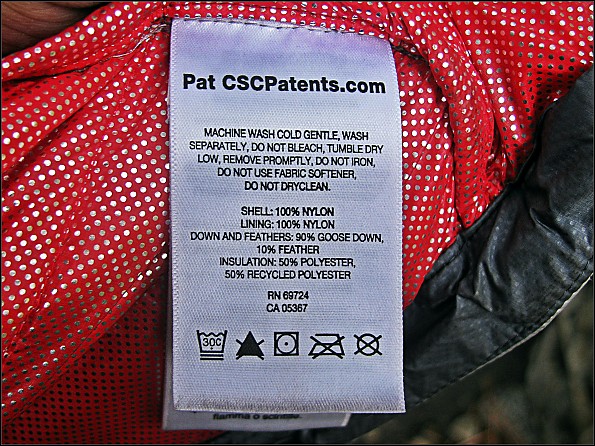 Pat CSCPatents.com
MACHINE WASH COLD GENTLE, WASH
SEPARATELY, DO NOT BLEACH, TUMBLE DRY
LOW, REMOVE PROMPTLY, DO NOT IRON,
DO NOT USE FABRIC SOFTENER,
DO NOT DRYCLEAN.
SHELL: 100% NYLON
LINING: 100% NYLON
DOWN AND FEATHERS: 90% GOOSE DOWN,
10% FEATHER
INSULATION: 50% POLYESTER,
50% RECYCLED POLYESTER
RN 69724
CA 05367
30C
fiamma o